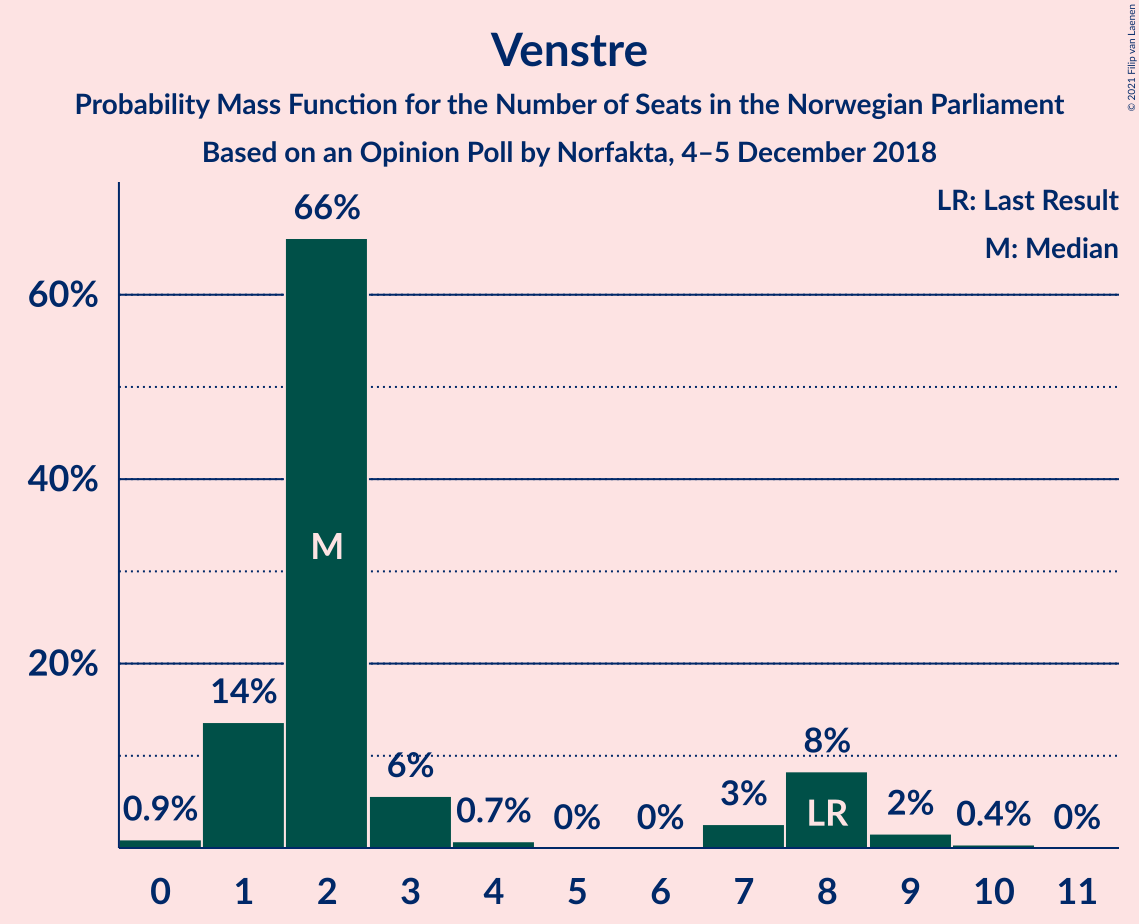 Venstre
Probability Mass Function for the Number of Seats in the Norwegian Parliament
Based on an Opinion Poll by Norfakta, 4–5 December 2018
© 2021 Filip van Laenen
LR: Last Result
M: Median
60%
40%
20%
0.9%
14%
66%
6%
0.7%
0%
0%
3%
8%
2%
0.4%
0%
M
LR
0 1 2 3 4 5 6 7 8 9 10 11